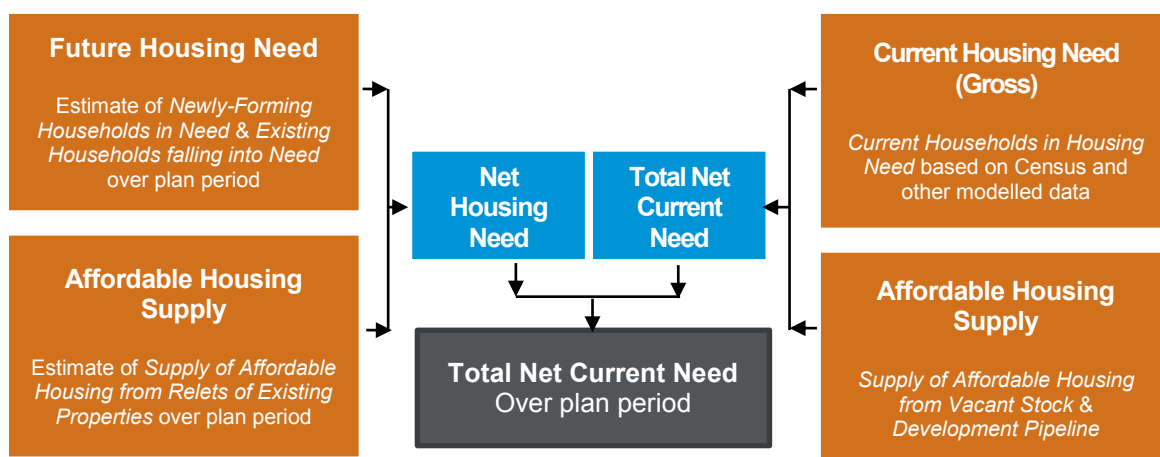 Future Housing Need
Estimate of Newly-Forming
Households in Need & Existing
Households falling into Need
over plan period
Affordable Housing
Supply
Estimate of Supply of Affordable
Housing from Relets of Existing
Properties over plan period
Net
Housing
Need
Total Net
Current
Need
Total Net Current Need
Over plan period
Current Housing Need
(Gross)
Current Households in Housing
Need based on Census and
other modelled data
Affordable Housing
Supply
Supply of Affordable Housing
from Vacant Stock &
Development Pipeline